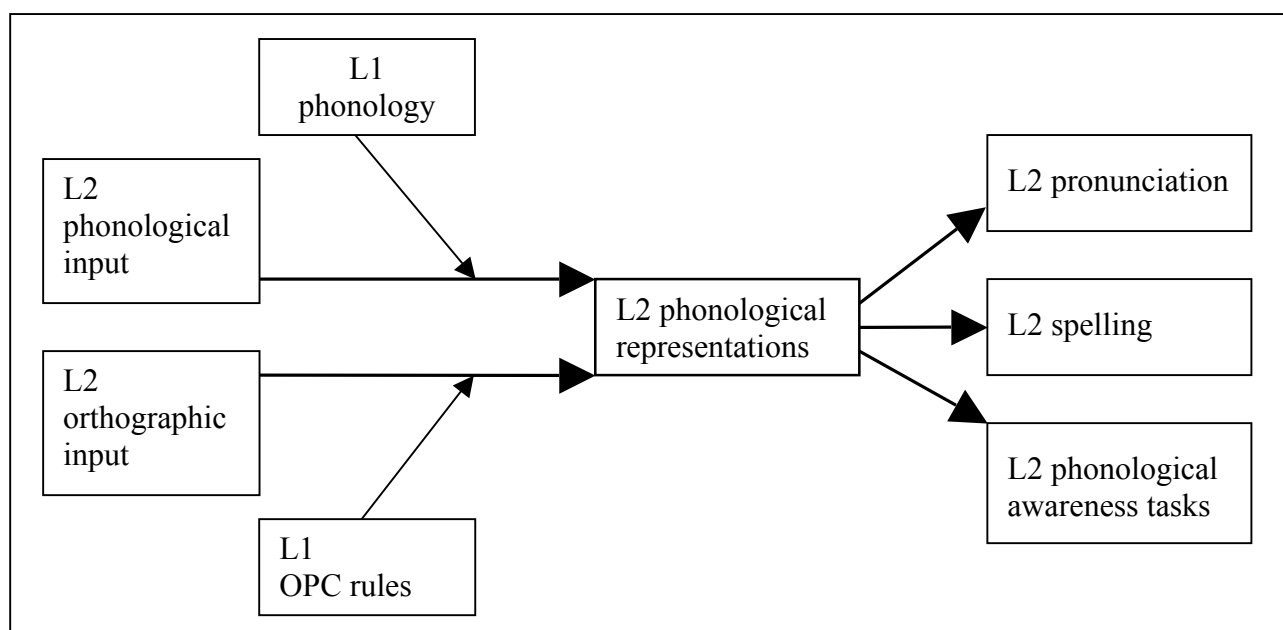 L1
phonology
L2
phonological
input
L2
orthographic
input
L1
OPC rules
L2 phonological
representations
L2 pronunciation
L2 spelling
L2 phonological
awareness tasks